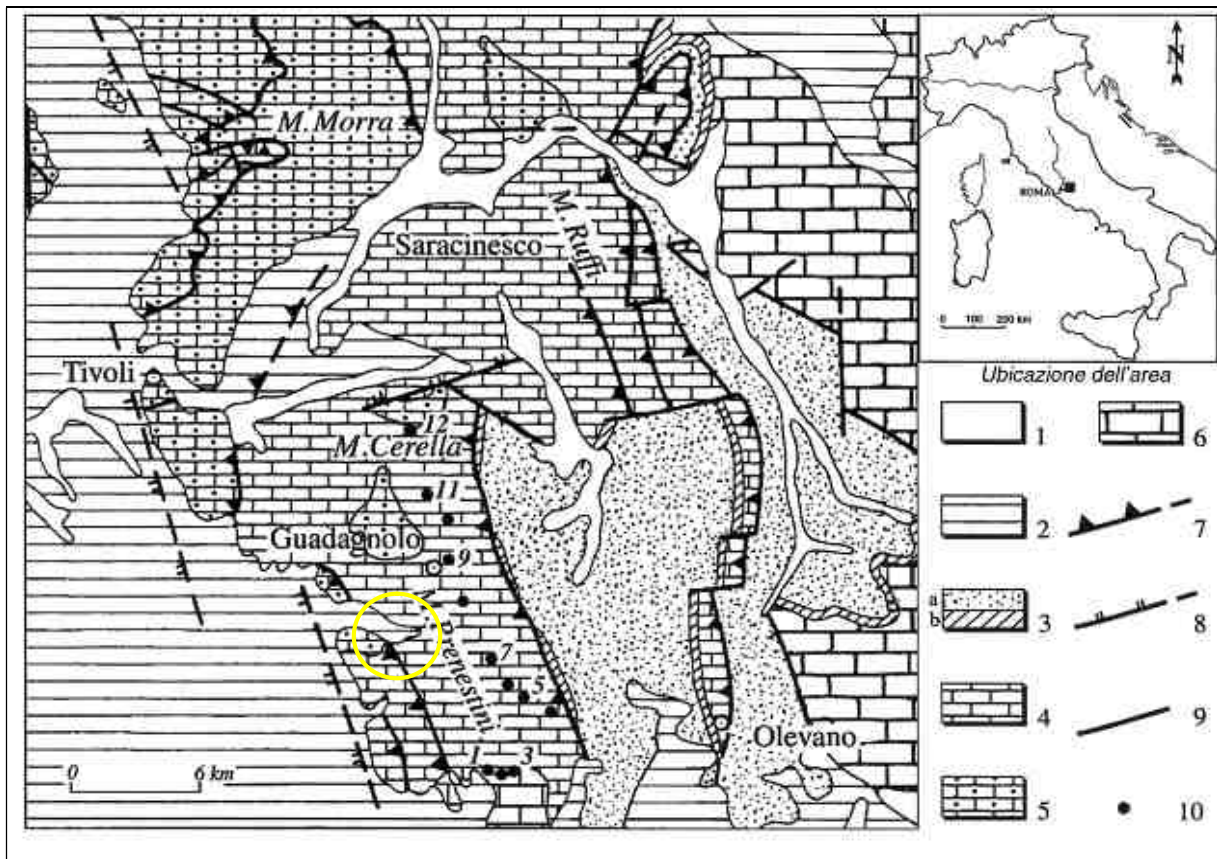 M. Morra
Saracinesco
M. Ruffi
Tivoli
12
M. Cerella
11
Guadagnolo
9
Prenestini
7
5
1
3
Olevano
0 6 km
N
ROMA
0 100 200 km
Ubicazione dell'area
1
6
2
7
a
b
3
8
4
9
5
10